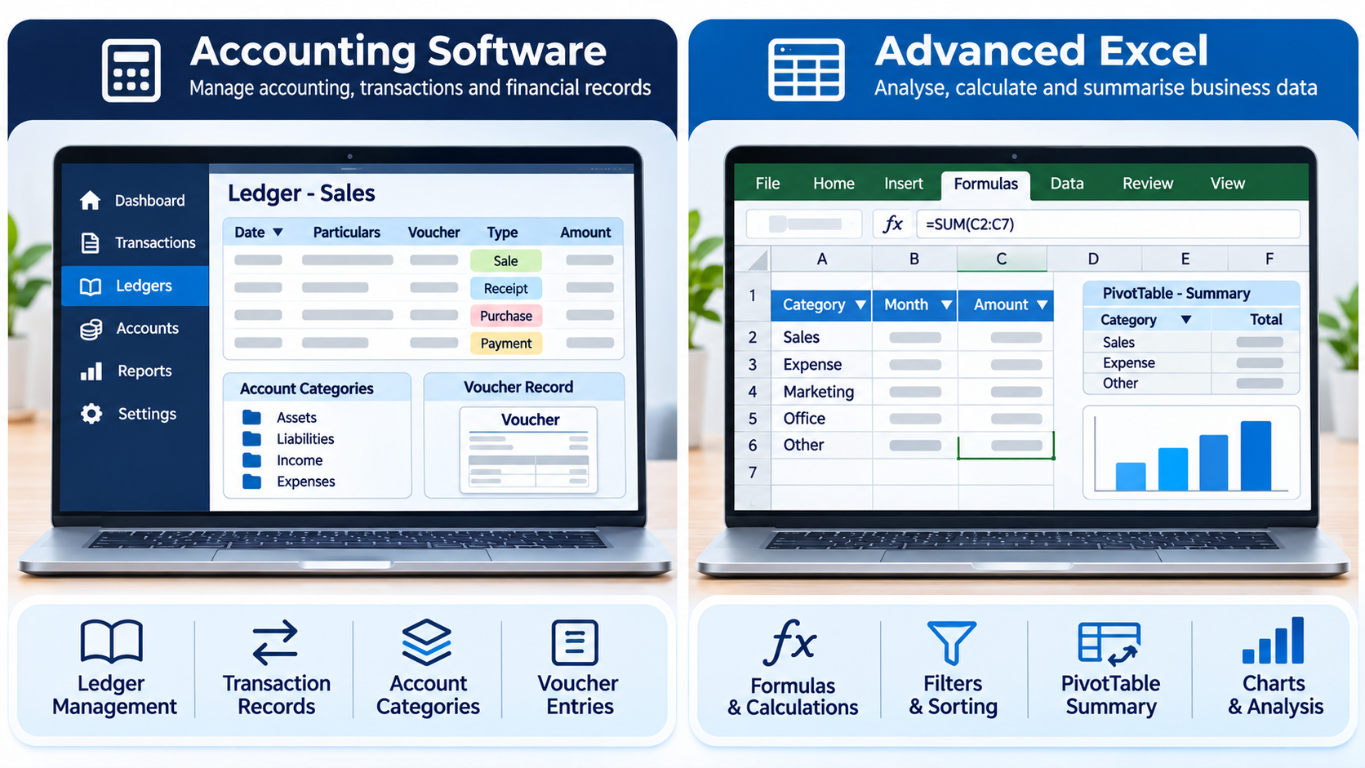 Accounting Software
Manage accounting, transactions and financial records
Dashboard
Transactions
Ledgers
Accounts
Reports
Settings
Ledger - Sales
Date Particulars Voucher Type Amount
Sale
Receipt
Purchase
Payment
Account Categories
Assets
Liabilities
Income
Expenses
Voucher Record
Voucher
Ledger
Management
Transaction
Records
Account
Categories
Voucher
Entries
Advanced Excel
Analyse, calculate and summarise business data
File Home Insert Formulas Data Review View
fx =SUM(C2:C7)
A B C D E F
1 Category Month Amount
2 Sales
3 Expense
4 Marketing
5 Office
6 Other
7
PivotTable - Summary
Category Total
Sales
Expense
Other
fx
Formulas
& Calculations
Filters
& Sorting
PivotTable
Summary
Charts
& Analysis